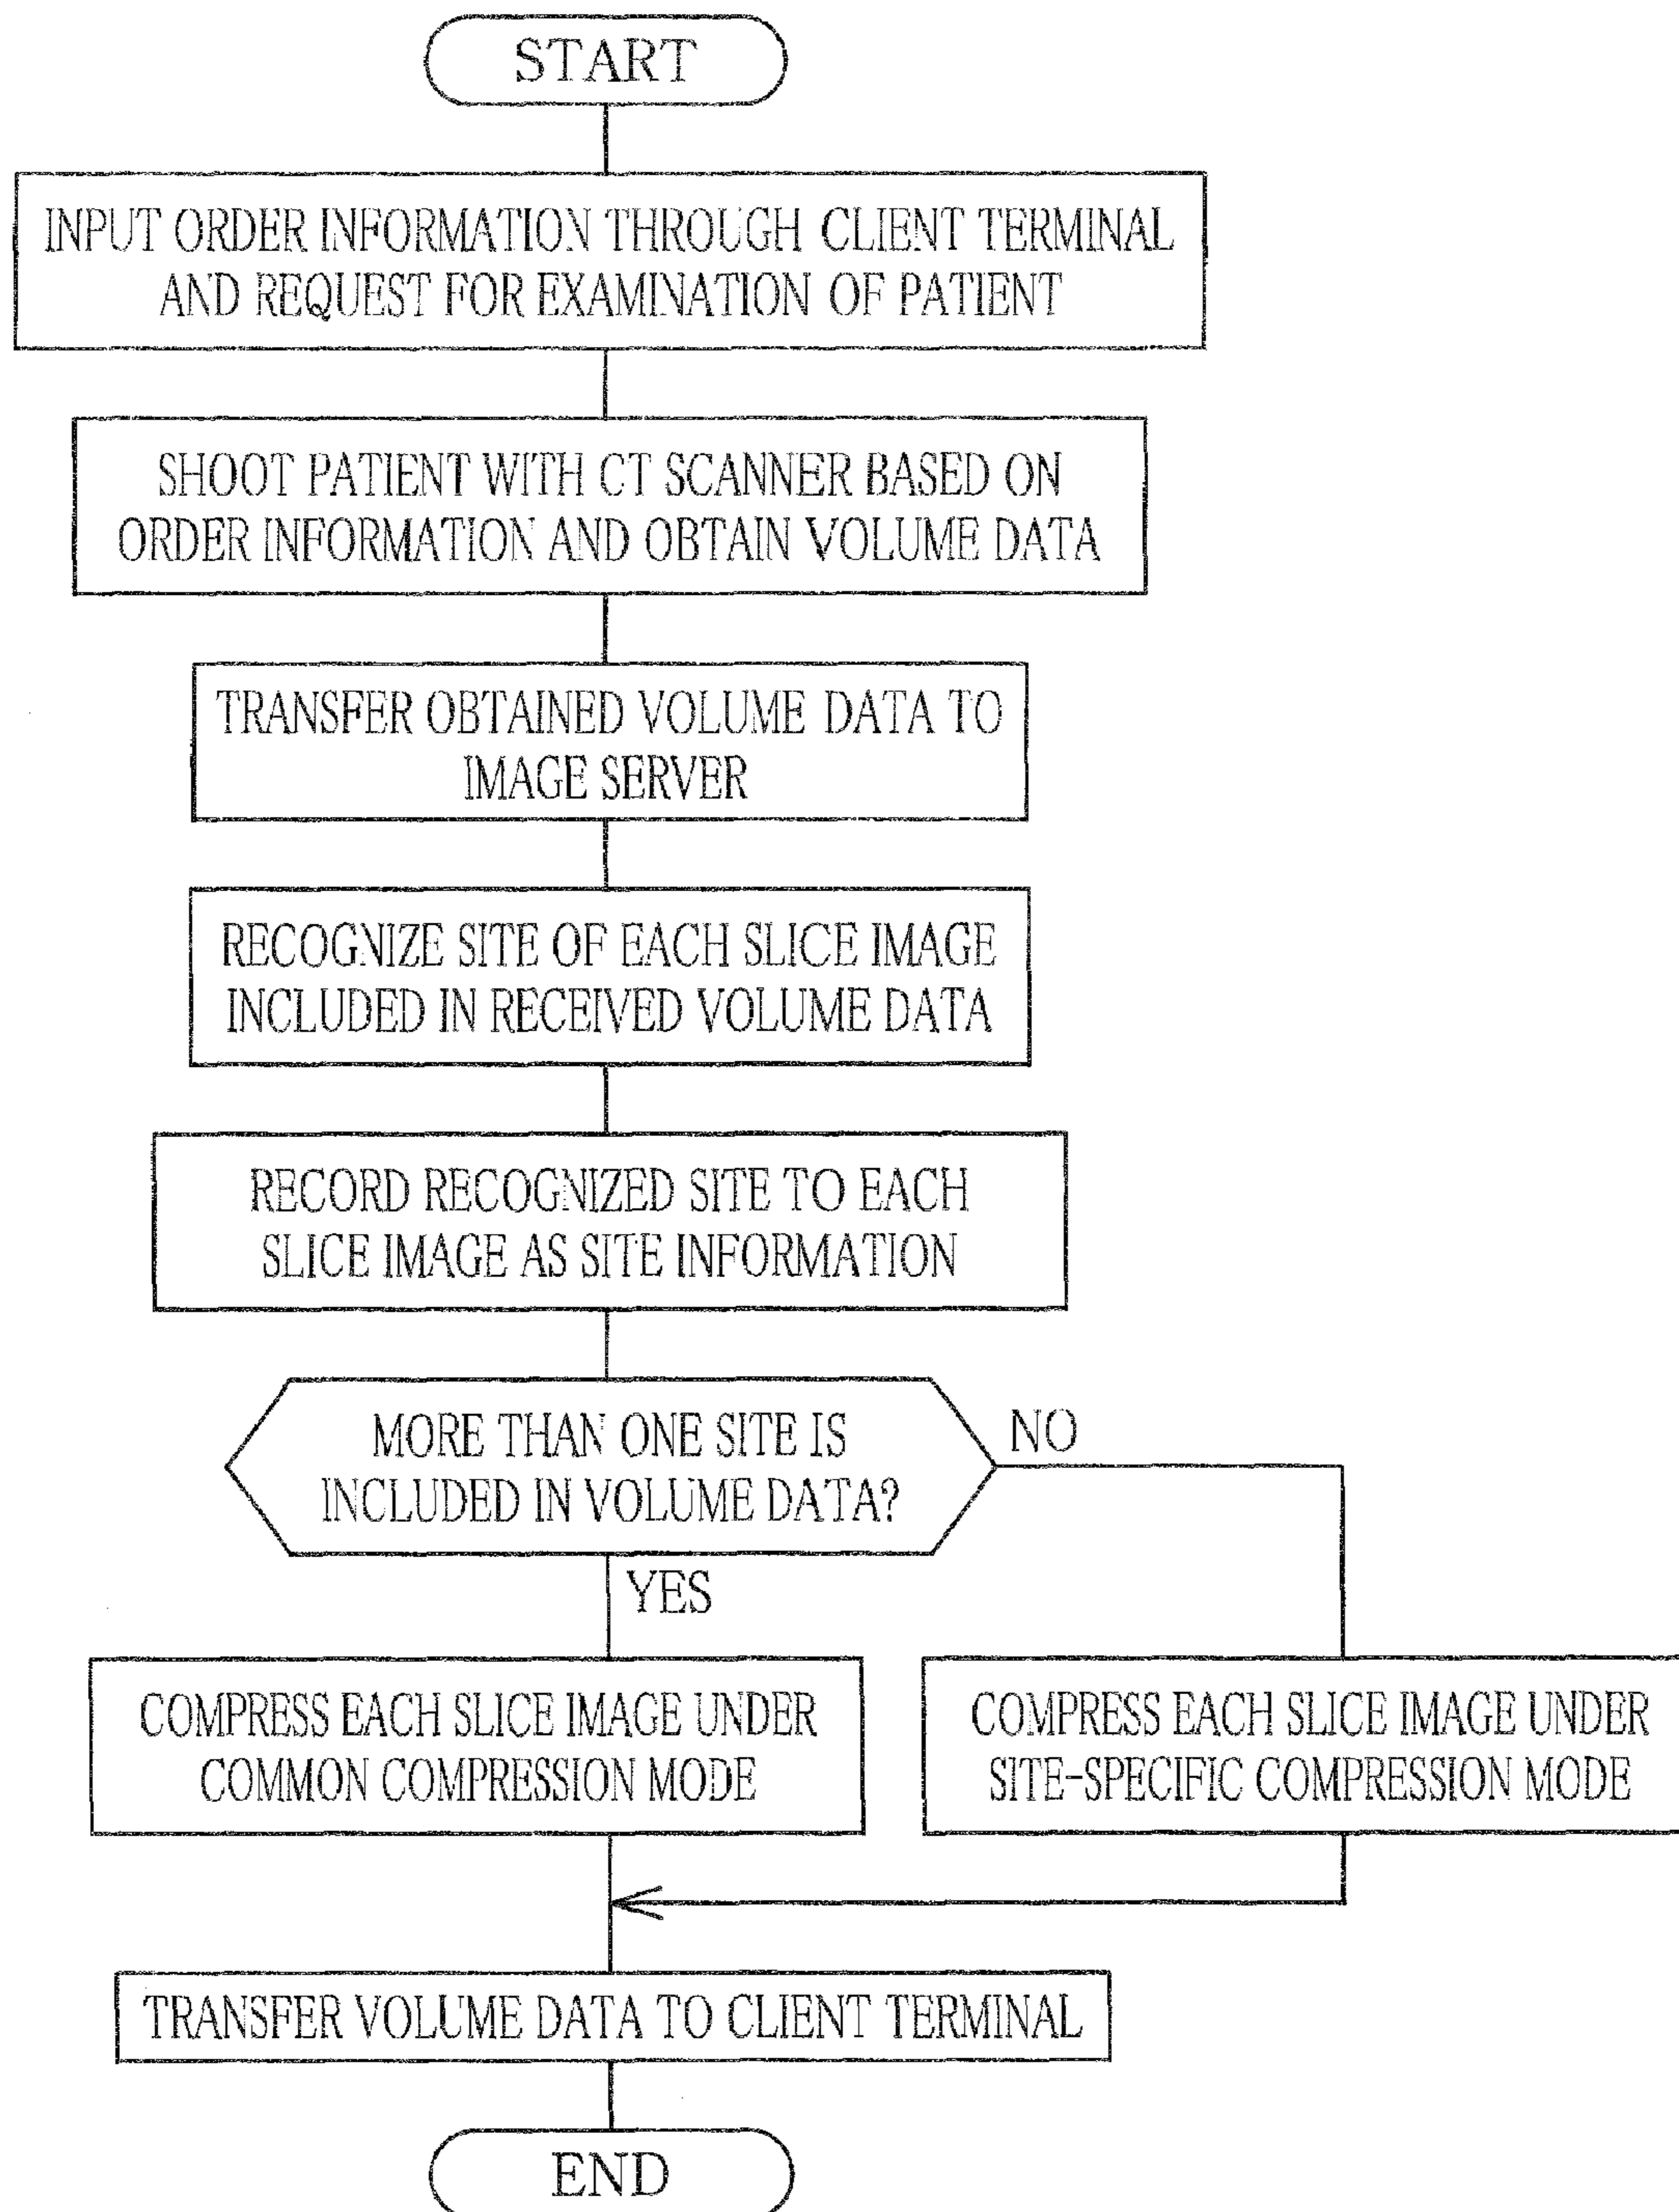 START
INPUT ORDER INFORMATION THROUGH CLIENT TERMINAL
AND REQUEST FOR EXAMINATION OF PATIENT
SHOOT PATIENT WITH CT SCANNER BASED ON
ORDER INFORMATION AND OBTAIN VOLUME DATA
TRANSFER OBTAINED VOLUME DATA TO
IMAGE SERVER
RECOGNIZE SITE OF EACH SLICE IMAGE
INCLUDED IN RECEIVED VOLUME DATA
RECORD RECOGNIZED SITE TO EACH
SLICE IMAGE AS SITE INFORMATION
MORE THAN ONE SITE IS
INCLUDED IN VOLUME DATA?
NO
YES
COMPRESS EACH SLICE IMAGE UNDER
COMMON COMPRESSION MODE
COMPRESS EACH SLICE IMAGE UNDER
SITE-SPECIFIC COMPRESSION MODE
TRANSFER VOLUME DATA TO CLIENT TERMINAL
END